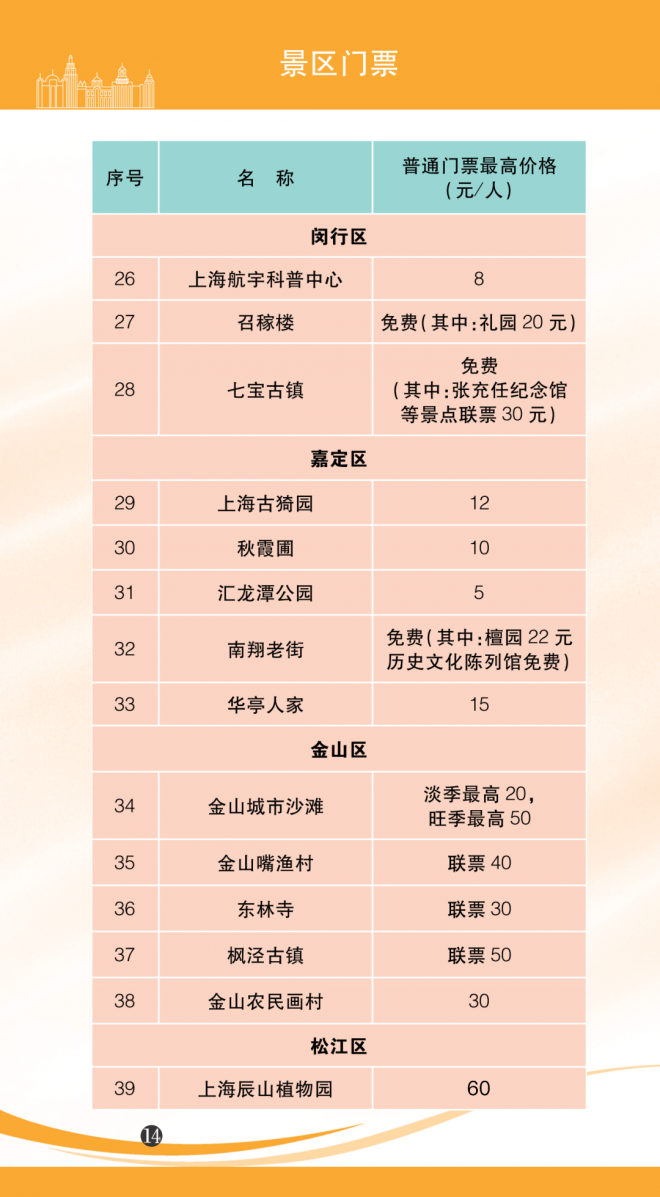 景区门票
序号 名 称 普通门票最高价格
(元/人)
闵行区
26 上海航宇科普中心 8
27 召稼楼 免费(其中:礼园 20 元)
28 七宝古镇 免费
(其中:张充任纪念馆
等景点联票 30 元)
嘉定区
29 上海古猗园 12
30 秋霞圃 10
31 汇龙潭公园 5
32 南翔老街 免费(其中:檀园 22 元
历史文化陈列馆免费)
33 华亭人家 15
金山区
34 金山城市沙滩 淡季最高 20,
旺季最高 50
35 金山嘴渔村 联票 40
36 东林寺 联票 30
37 枫泾古镇 联票 50
38 金山农民画村 30
松江区
39 上海辰山植物园 60
14